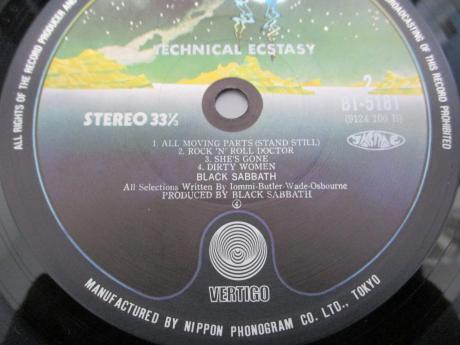 ALL RIGHTS OF THE RECORD PRODUCER AND
BROADCASTING OF THIS RECORD PROHIBITED
TECHNICAL ECSTASY
2
BT-5181
(9124 100 B)
STEREO 33⅓
1. ALL MOVING PARTS (STAND STILL)
2. ROCK 'N' ROLL DOCTOR
3. SHE'S GONE
4. DIRTY WOMEN
BLACK SABBATH
All Selections Written By Iommi-Butler-Wade-Osbourne
PRODUCED BY BLACK SABBATH
VERTIGO
MANUFACTURED BY NIPPON PHONOGRAM CO. LTD., TOKYO